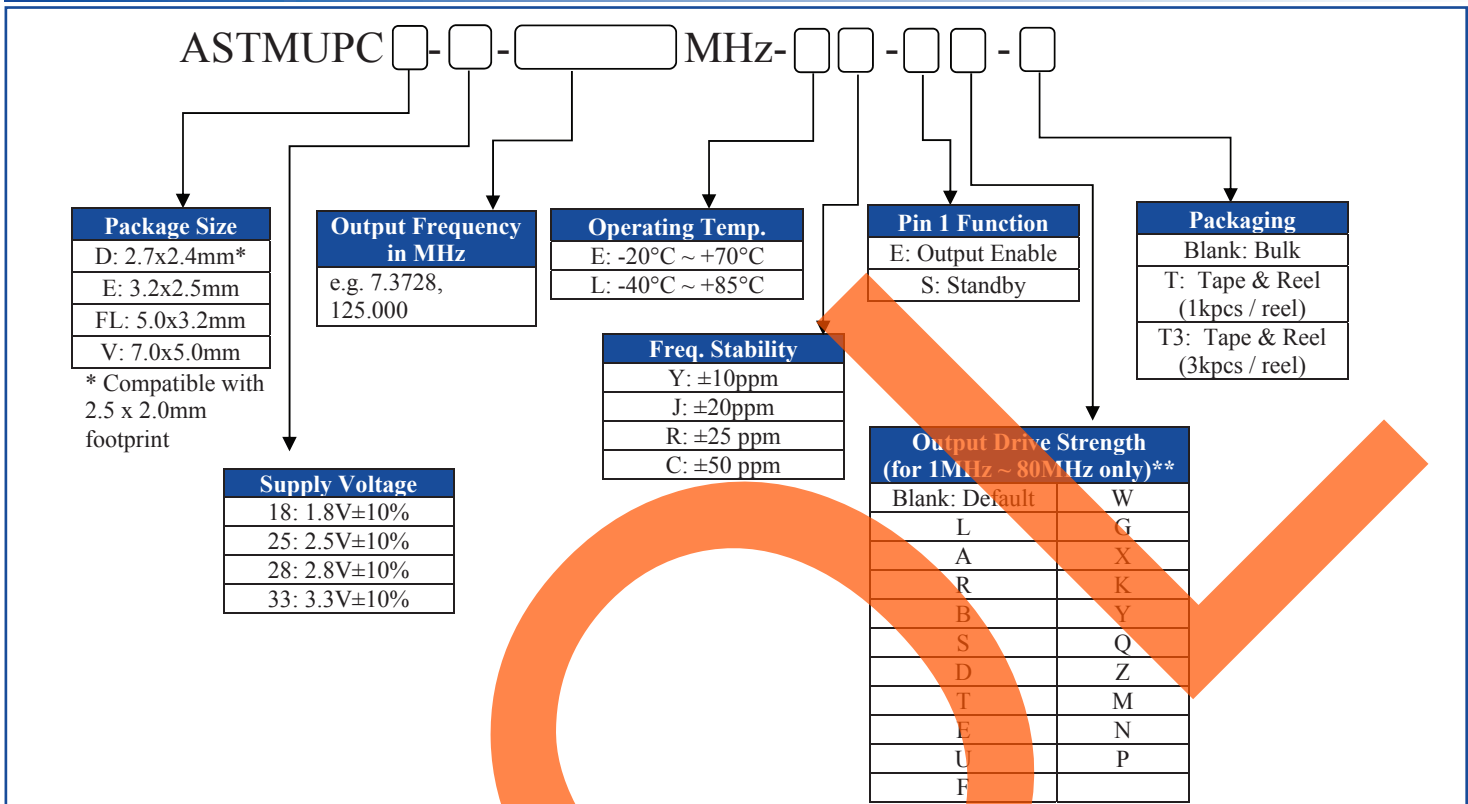 ASTMUPC - - MHz- - -
Package Size
D: 2.7x2.4mm*
E: 3.2x2.5mm
FL: 5.0x3.2mm
V: 7.0x5.0mm
* Compatible with
2.5 x 2.0mm
footprint
Supply Voltage
18: 1.8V±10%
25: 2.5V±10%
28: 2.8V±10%
33: 3.3V±10%
Output Frequency
in MHz
e.g. 7.3728,
125.000
Operating Temp.
E: -20°C ~ +70°C
L: -40°C ~ +85°C
Freq. Stability
Y: ±10ppm
J: ±20ppm
R: ±25 ppm
C: ±50 ppm
Pin 1 Function
E: Output Enable
S: Standby
Output Drive Strength
(for 1MHz ~ 80MHz only)**
Blank: Default W
L G
A X
R K
B Y
S Q
D Z
T M
E N
U P
F
Packaging
Blank: Bulk
T: Tape & Reel
(1kpcs / reel)
T3: Tape & Reel
(3kpcs / reel)